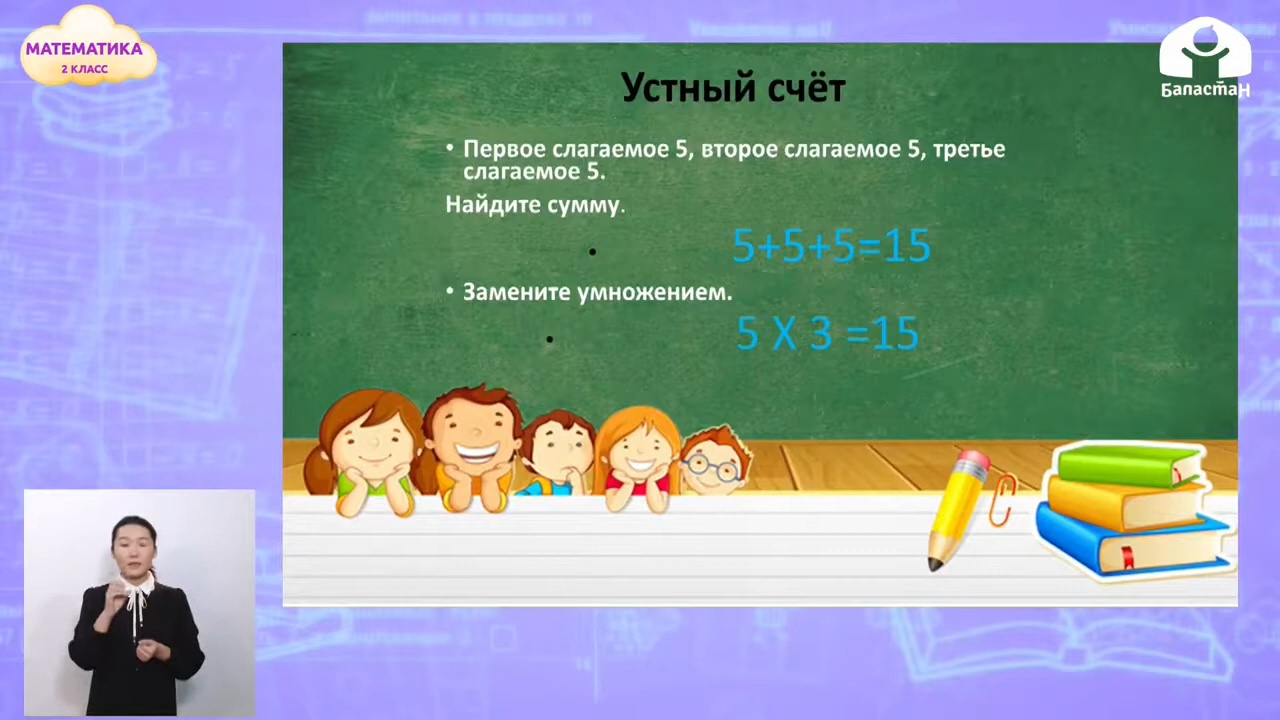 МАТЕМАТИКА
2 КЛАСС
Баластан
Устный счёт
• Первое слагаемое 5, второе слагаемое 5, третье
слагаемое 5.
Найдите сумму.
• 5+5+5=15
• Замените умножением.
• 5 X 3 =15